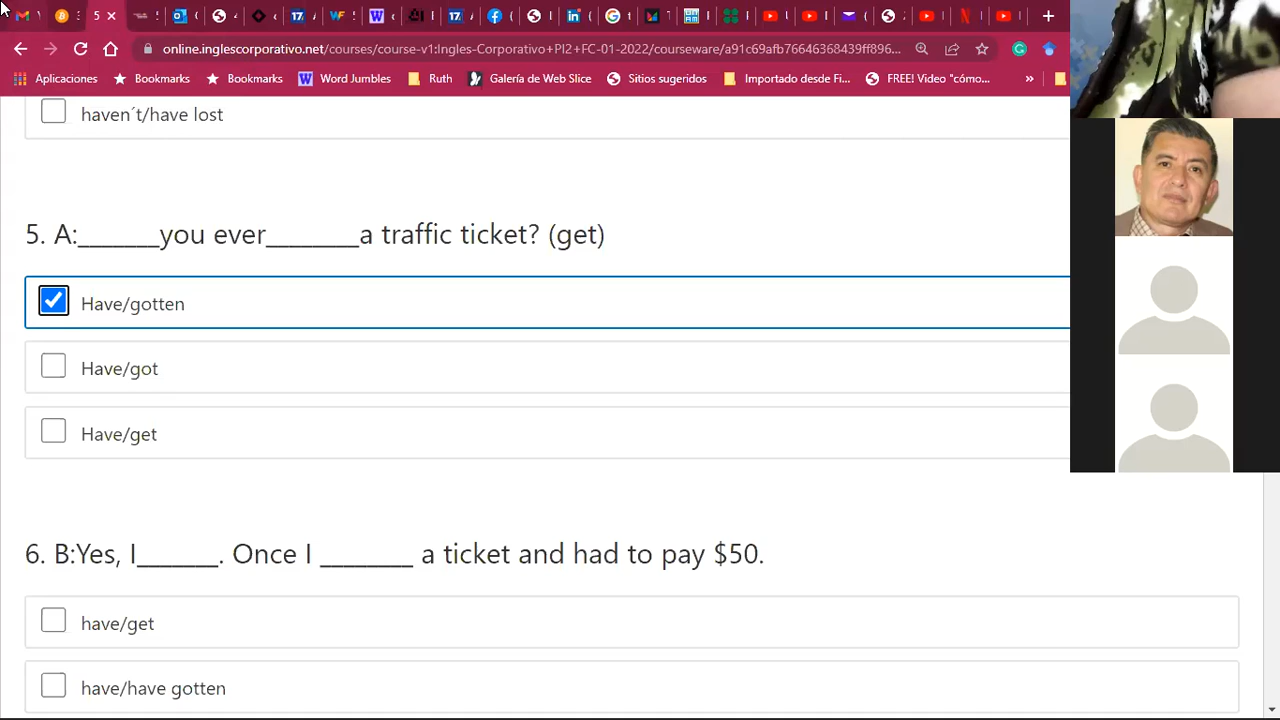 5
online.inglescorporativo.net/courses/course-v1:Ingles-Corporativo+PI2+FC-01-2022/courseware/a91c69afb76646368439ff896...
Aplicaciones Bookmarks Bookmarks Word Jumbles Ruth Galería de Web Slice Sitios sugeridos Importado desde Fi... FREE! Video "cómo... »
haven´t/have lost
5. A:_______you ever________a traffic ticket? (get)
Have/gotten
Have/got
Have/get
6. B:Yes, I_______. Once I ________ a ticket and had to pay $50.
have/get
have/have gotten